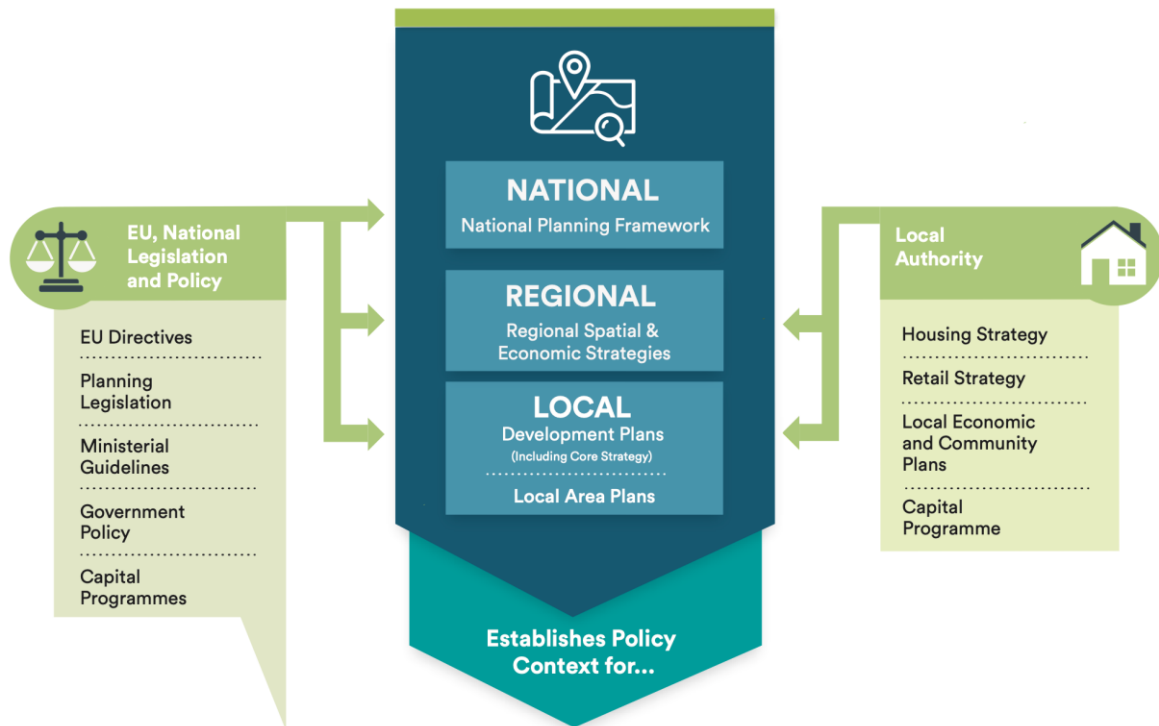 NATIONAL
National Planning Framework
REGIONAL
Regional Spatial &
Economic Strategies
LOCAL
Development Plans
(Including Core Strategy)
Local Area Plans
Establishes Policy
Context for...
EU, National
Legislation
and Policy
EU Directives
Planning
Legislation
Ministerial
Guidelines
Government
Policy
Capital
Programmes
Local
Authority
Housing Strategy
Retail Strategy
Local Economic
and Community
Plans
Capital
Programme